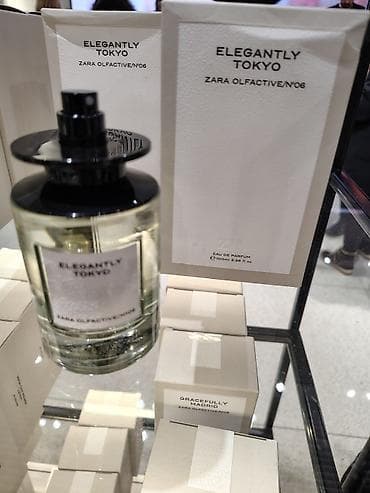 ELEGANTLY
TOKYO
ZARA OLFACTIVE/Nº06
ELEGANTLY
TOKYO
ZARA OLFACTIVE/Nº06
EAU DE PARFUM
ELEGANTLY
TOKYO
ZARA OLFACTIVE/Nº06
GRACEFULLY
MADRID